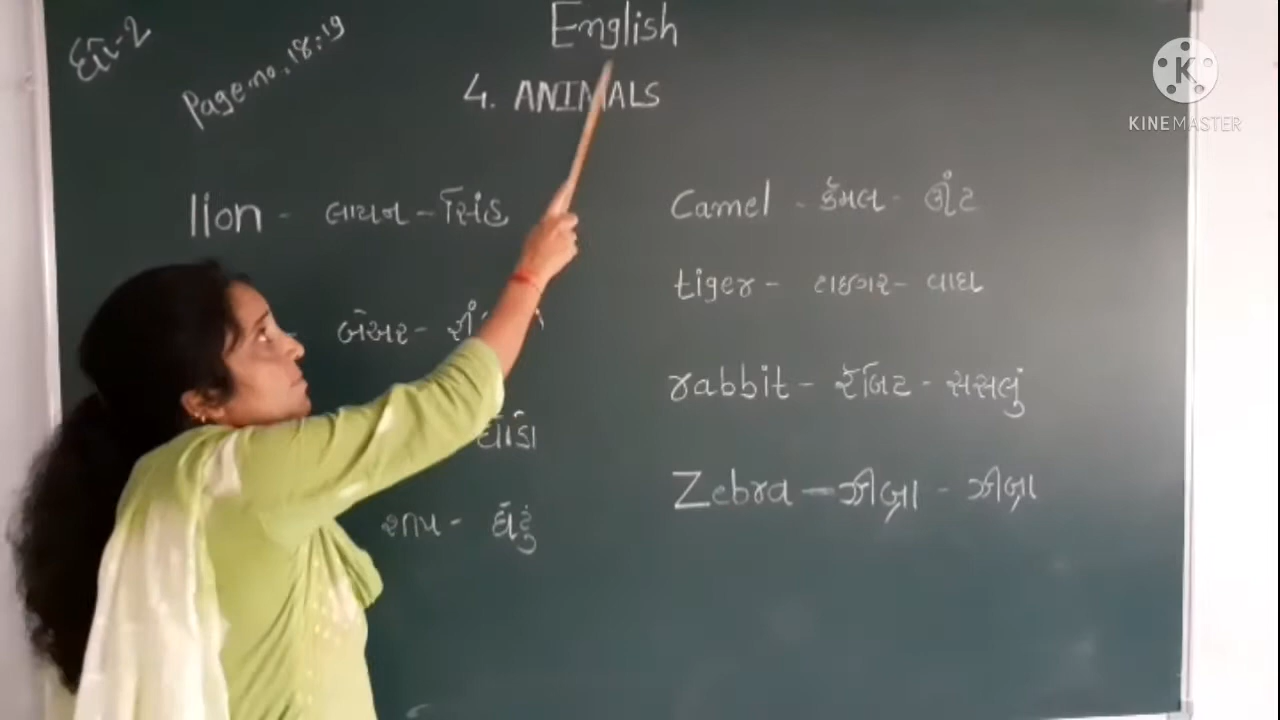 ધો-2
Page no. 18:19
English
4. ANIMALS
lion - લાયન - સિંહ
બેઅર - રીં
ઘોડો
શીપ - ઘેટું
Camel - કૅમલ - ઊંટ
tiger - ટાઇગર - વાઘ
rabbit - રૅબિટ - સસલું
Zebra - ઝીબ્રા - ઝીબ્રા
KINEMASTER